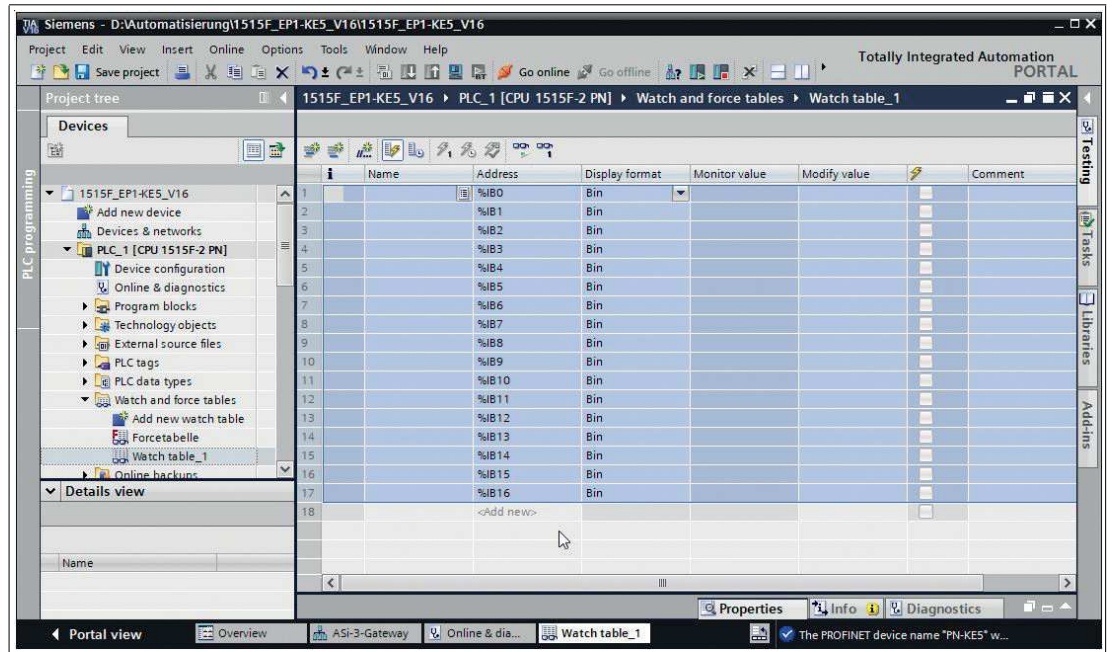 Siemens - D:\Automatisierung\1515F_EP1-KE5_V16\1515F_EP1-KE5_V16
Project Edit View Insert Online Options Tools Window Help
Totally Integrated Automation
PORTAL
Save project Go online Go offline
Project tree
1515F_EP1-KE5_V16 PLC_1 [CPU 1515F-2 PN] Watch and force tables Watch table_1
Devices
PLC programming
1515F_EP1-KE5_V16
Add new device
Devices & networks
PLC_1 [CPU 1515F-2 PN]
Device configuration
Online & diagnostics
Program blocks
Technology objects
External source files
PLC tags
PLC data types
Watch and force tables
Add new watch table
Forcetabelle
Watch table_1
Online backups
Details view
Name
i Name Address Display format Monitor value Modify value Comment
1 %IB0 Bin
2 %IB1 Bin
3 %IB2 Bin
4 %IB3 Bin
5 %IB4 Bin
6 %IB5 Bin
7 %IB6 Bin
8 %IB7 Bin
9 %IB8 Bin
10 %IB9 Bin
11 %IB10 Bin
12 %IB11 Bin
13 %IB12 Bin
14 %IB13 Bin
15 %IB14 Bin
16 %IB15 Bin
17 %IB16 Bin
18 <Add new>
Testing
Tasks
Libraries
Add-ins
Properties Info Diagnostics
Portal view Overview ASi-3-Gateway Online & dia... Watch table_1 The PROFINET device name "PN-KE5" w...